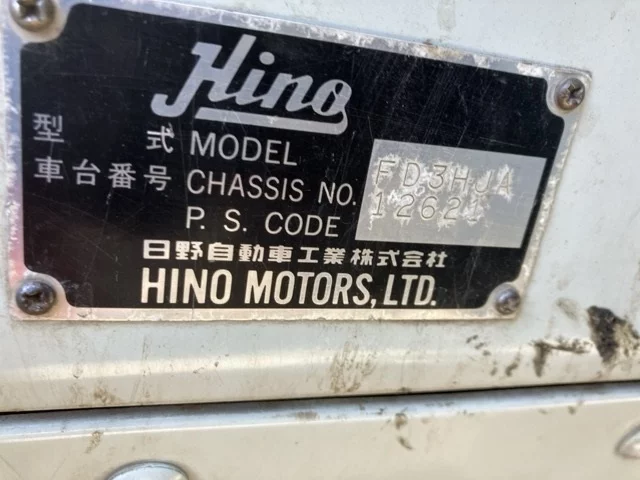 Hino
型式 MODEL FD3HJA
車台番号 CHASSIS NO. 12621
P. S. CODE
日野自動車工業株式会社
HINO MOTORS, LTD.